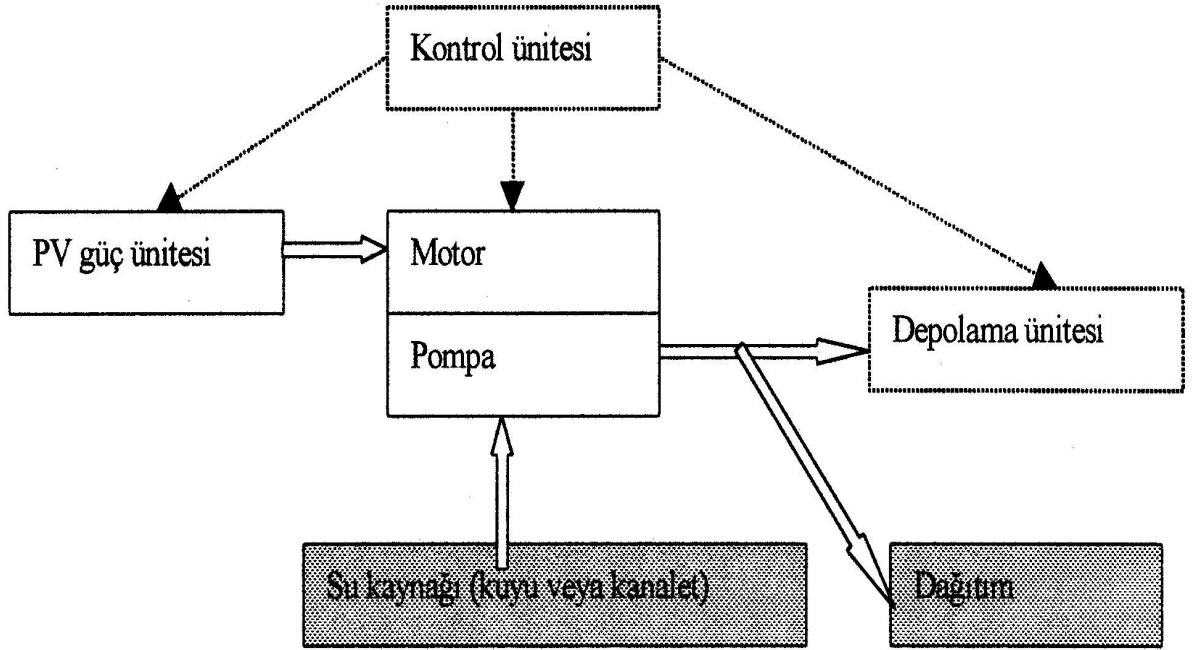 Kontrol ünitesi
PV güç ünitesi
Motor
Pompa
Depolama ünitesi
Su kaynağı (kuyu veya kanalet)
Dağıtım